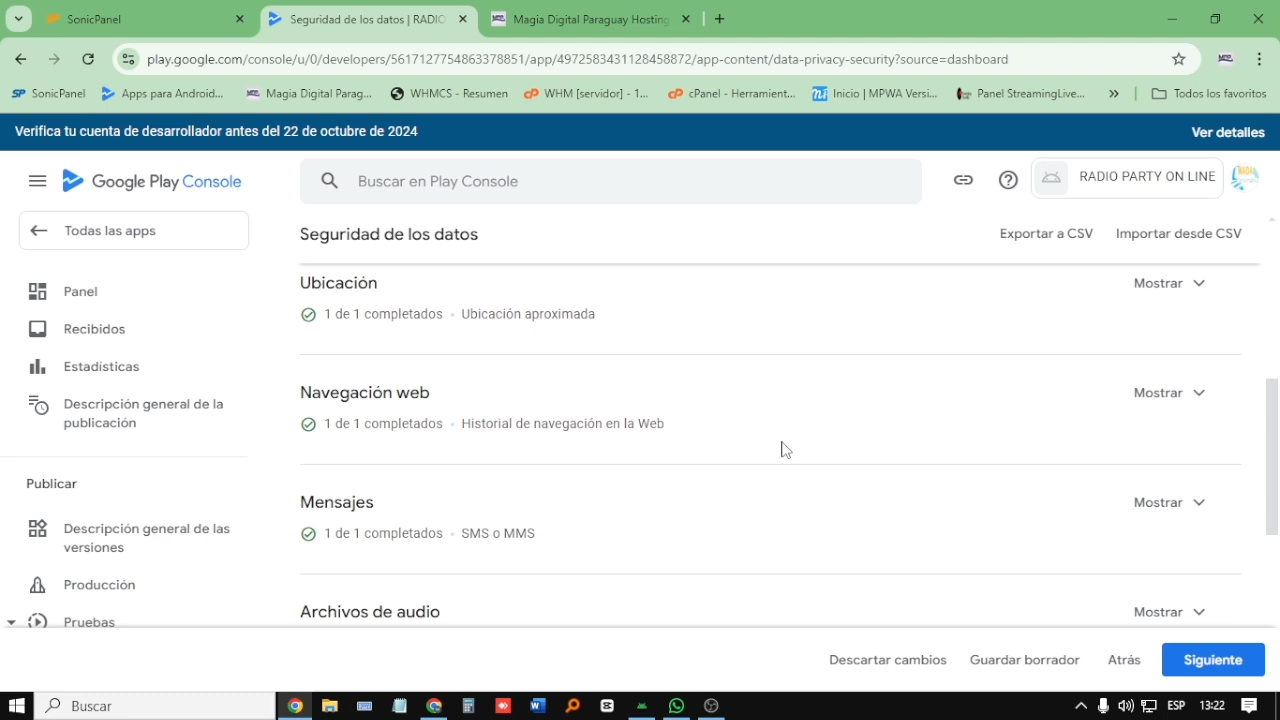 SonicPanel
Seguridad de los datos | RADIO
Magia Digital Paraguay Hosting
play.google.com/console/u/0/developers/5617127754863378851/app/4972583431128458872/app-content/data-privacy-security?source=dashboard
SonicPanel
Apps para Android...
Magia Digital Parag...
WHMCS - Resumen
WHM [servidor] - 1...
cPanel - Herramient...
Inicio | MPWA Versi...
Panel StreamingLive...
»
Todos los favoritos
Verifica tu cuenta de desarrollador antes del 22 de octubre de 2024
Ver detalles
Google Play Console
Buscar en Play Console
RADIO PARTY ON LINE
Todas las apps
Seguridad de los datos
Exportar a CSV
Importar desde CSV
Panel
Recibidos
Estadísticas
Descripción general de la
publicación
Publicar
Descripción general de las
versiones
Producción
Pruebas
Ubicación
Mostrar
1 de 1 completados • Ubicación aproximada
Navegación web
Mostrar
1 de 1 completados • Historial de navegación en la Web
Mensajes
Mostrar
1 de 1 completados • SMS o MMS
Archivos de audio
Mostrar
Descartar cambios
Guardar borrador
Atrás
Siguiente
Buscar
ESP
13:22